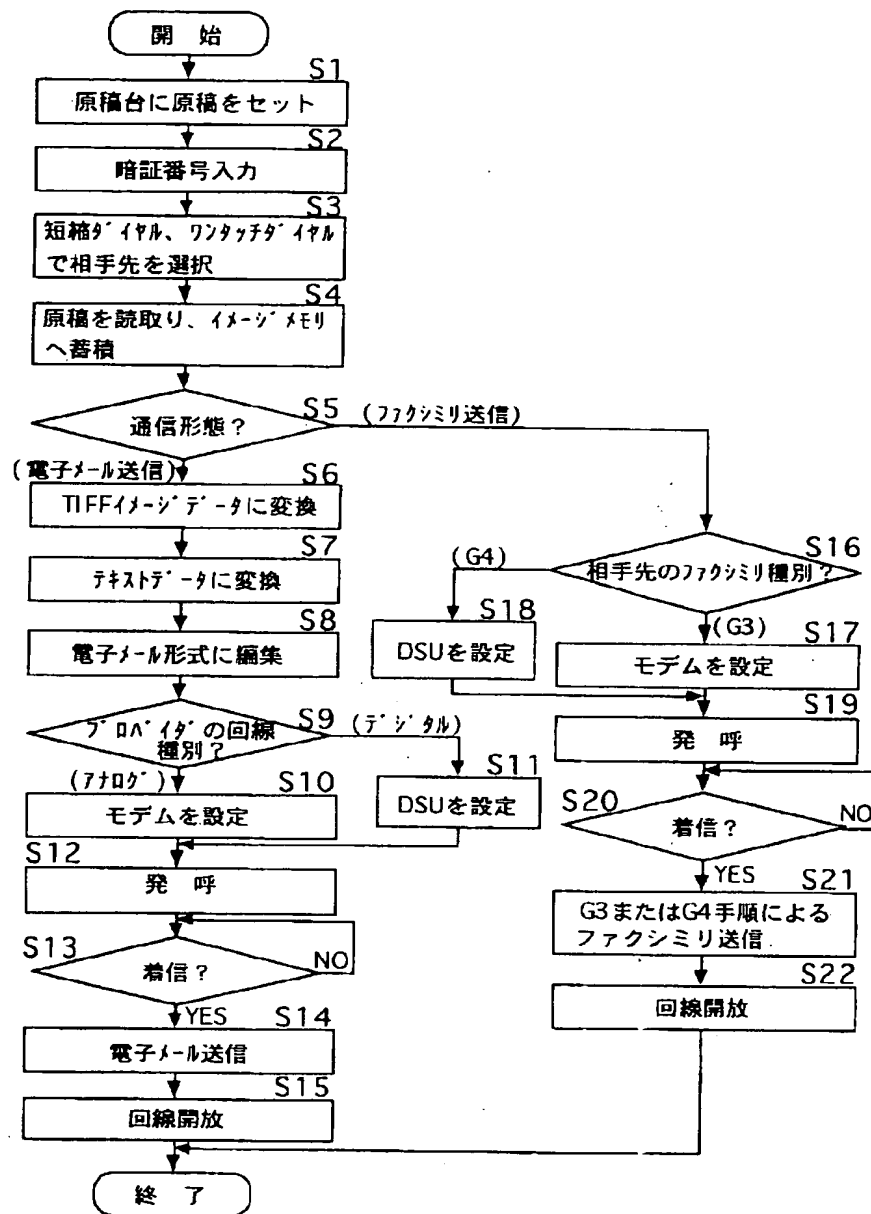 開 始
S1
原稿台に原稿をセット
S2
暗証番号入力
S3
短縮ダイヤル、ワンタッチダイヤル
で相手先を選択
S4
原稿を読取り、イメージメモリ
へ蓄積
S5
通信形態?
(ファクシミリ送信)
(電子メール送信)
S6
TIFFイメージデータに変換
S7
テキストデータに変換
S8
電子メール形式に編集
S9
プロバイダの回線
種別?
(デジタル)
(アナログ)
S10
モデムを設定
S11
DSUを設定
S12
発 呼
S13
着信?
NO
YES
S14
電子メール送信
S15
回線開放
S16
相手先のファクシミリ種別?
(G4)
S18
DSUを設定
(G3)
S17
モデムを設定
S19
発 呼
S20
着信?
NO
YES
S21
G3またはG4手順による
ファクシミリ送信
S22
回線開放
終 了